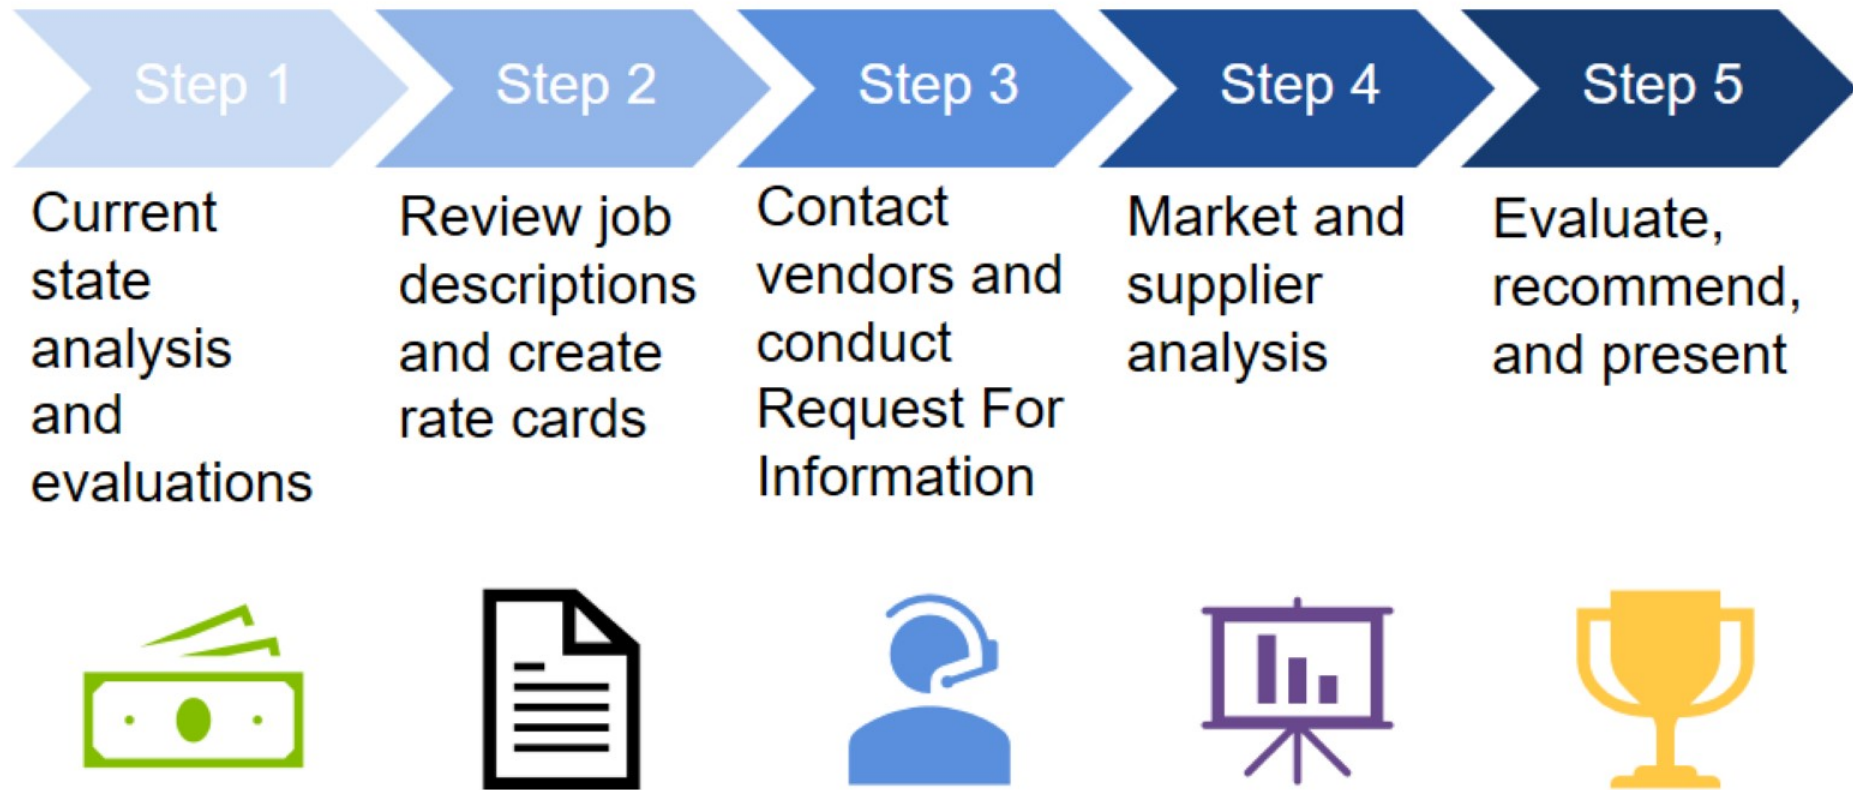 Step 1
Step 2
Step 3
Step 4
Step 5
Current
state
analysis
and
evaluations
Review job
descriptions
and create
rate cards
Contact
vendors and
conduct
Request For
Information
Market and
supplier
analysis
Evaluate,
recommend,
and present